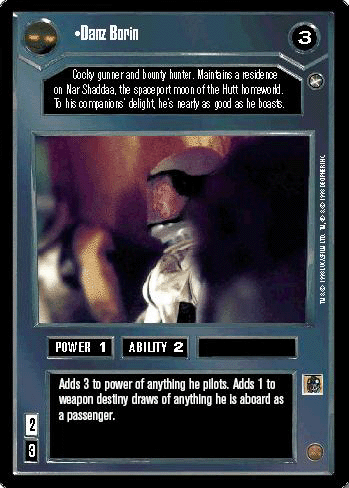 •Danz Borin
3
Cocky gunner and bounty hunter. Maintains a residence
on Nar Shaddaa, the spaceport moon of the Hutt homeworld.
To his companions' delight, he's nearly as good as he boasts.
TM & © 1998 LUCASFILM LTD. TM, ® & © 1998 DECIPHER INC.
POWER 1
ABILITY 2
Adds 3 to power of anything he pilots. Adds 1 to
weapon destiny draws of anything he is aboard as
a passenger.
2
3